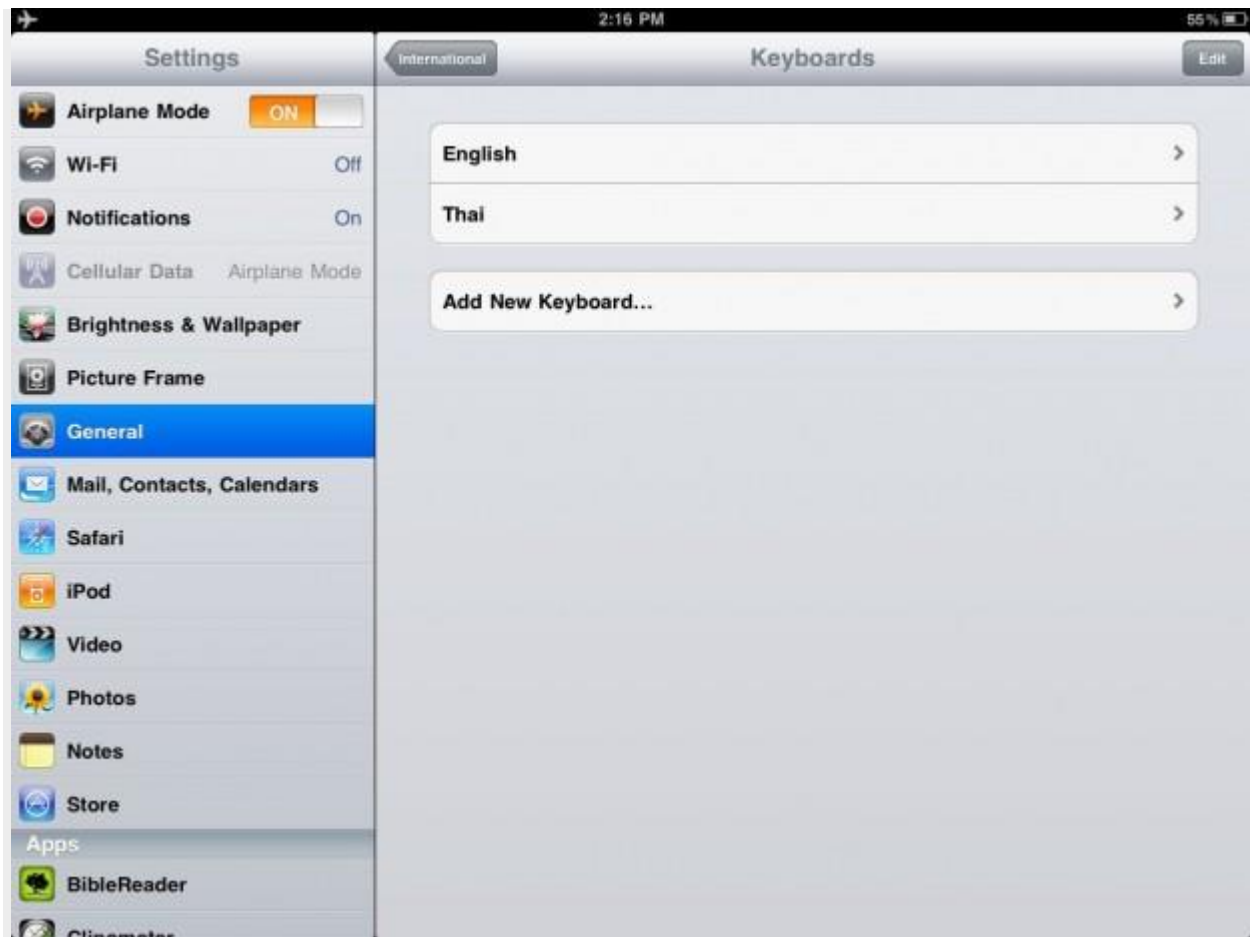 2:16 PM
55%
Settings
International
Keyboards
Edit
Airplane Mode
ON
Wi-Fi
Off
Notifications
On
Cellular Data
Airplane Mode
Brightness & Wallpaper
Picture Frame
General
Mail, Contacts, Calendars
Safari
iPod
Video
Photos
Notes
Store
Apps
BibleReader
English
Thai
Add New Keyboard...